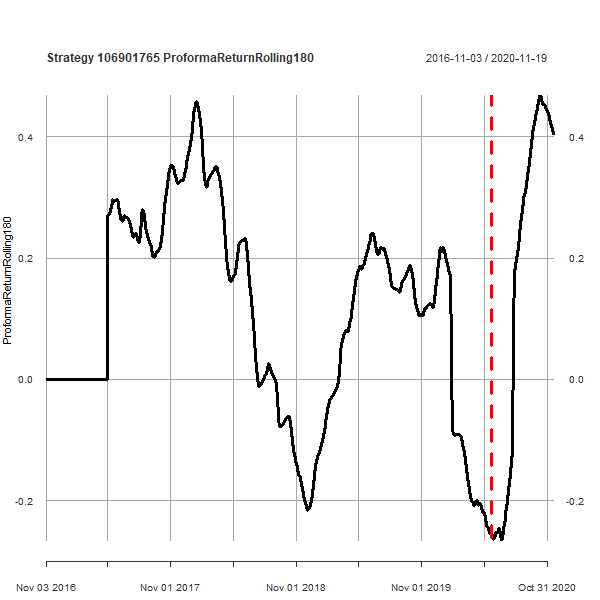 Strategy 106901765 ProformaReturnRolling180
2016-11-03 / 2020-11-19
ProformaReturnRolling180
0.4
0.4
0.2
0.2
0.0
0.0
-0.2
-0.2
Nov 03 2016
Nov 01 2017
Nov 01 2018
Nov 01 2019
Oct 31 2020